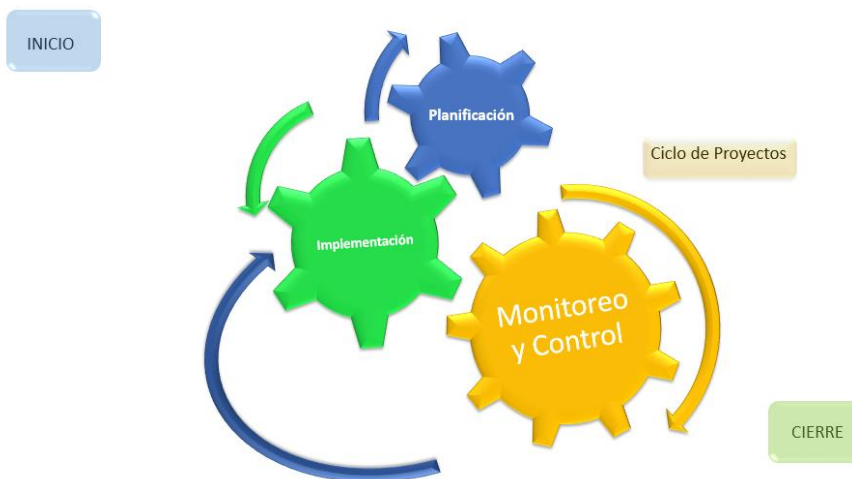 INICIO
Planificación
Ciclo de Proyectos
Implementación
Monitoreo
y Control
CIERRE